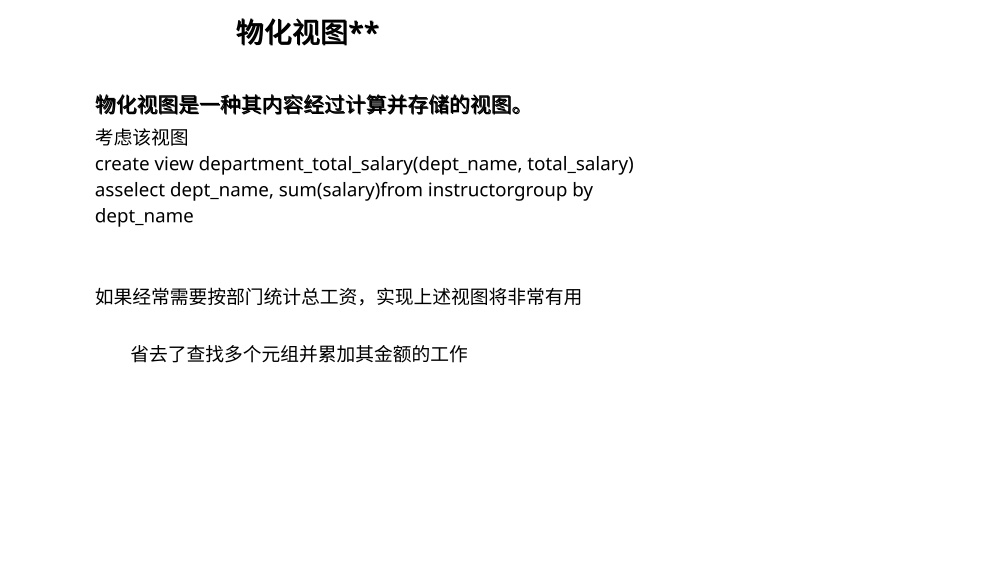 物化视图**
物化视图是一种其内容经过计算并存储的视图。
考虑该视图
create view department_total_salary(dept_name, total_salary)
asselect dept_name, sum(salary)from instructorgroup by
dept_name
如果经常需要按部门统计总工资，实现上述视图将非常有用
省去了查找多个元组并累加其金额的工作